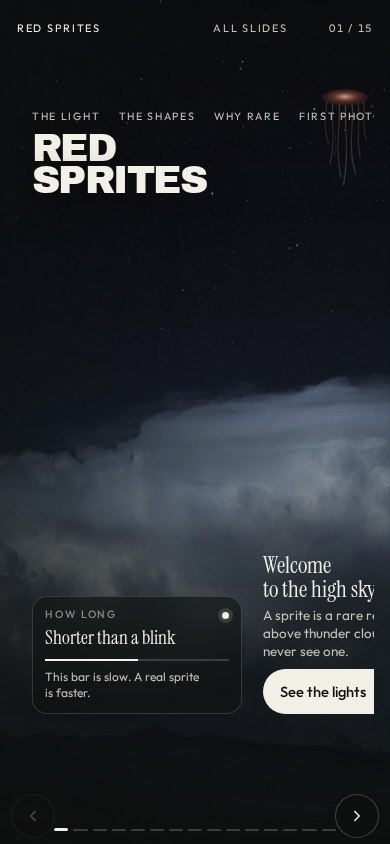 RED SPRITES
ALL SLIDES
01 / 15
THE LIGHT
THE SHAPES
WHY RARE
FIRST PHOT
RED
SPRITES
Welcome
to the high sky
A sprite is a rare
above thunder
never see one.
See the lights
HOW LONG
Shorter than a blink
This bar is slow. A real sprite
is faster.